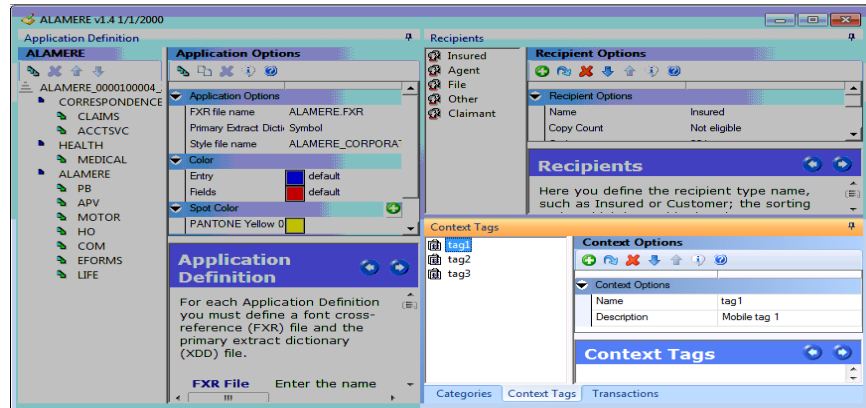 ALAMERE v1.4 1/1/2000
Application Definition
ALAMERE
ALAMERE_0000100004_
CORRESPONDENCE
CLAIMS
ACCTSVC
HEALTH
MEDICAL
ALAMERE
PB
APV
MOTOR
HO
COM
EFORMS
LIFE
Application Options
Application Options
FXR file name ALAMERE.FXR
Primary Extract Dicti Symbol
Style file name ALAMERE_CORPORAT
Color
Entry default
Fields default
Spot Color
PANTONE Yellow 0
Application
Definition
For each Application Definition
you must define a font cross-
reference (FXR) file and the
primary extract dictionary
(XDD) file.
FXR File Enter the name
Recipients
Insured
Agent
File
Other
Claimant
Recipient Options
Recipient Options
Name Insured
Copy Count Not eligible
Recipients
Here you define the recipient type name,
such as Insured or Customer; the sorting
Context Tags
tag1
tag2
tag3
Context Options
Context Options
Name tag1
Description Mobile tag 1
Context Tags
Categories Context Tags Transactions